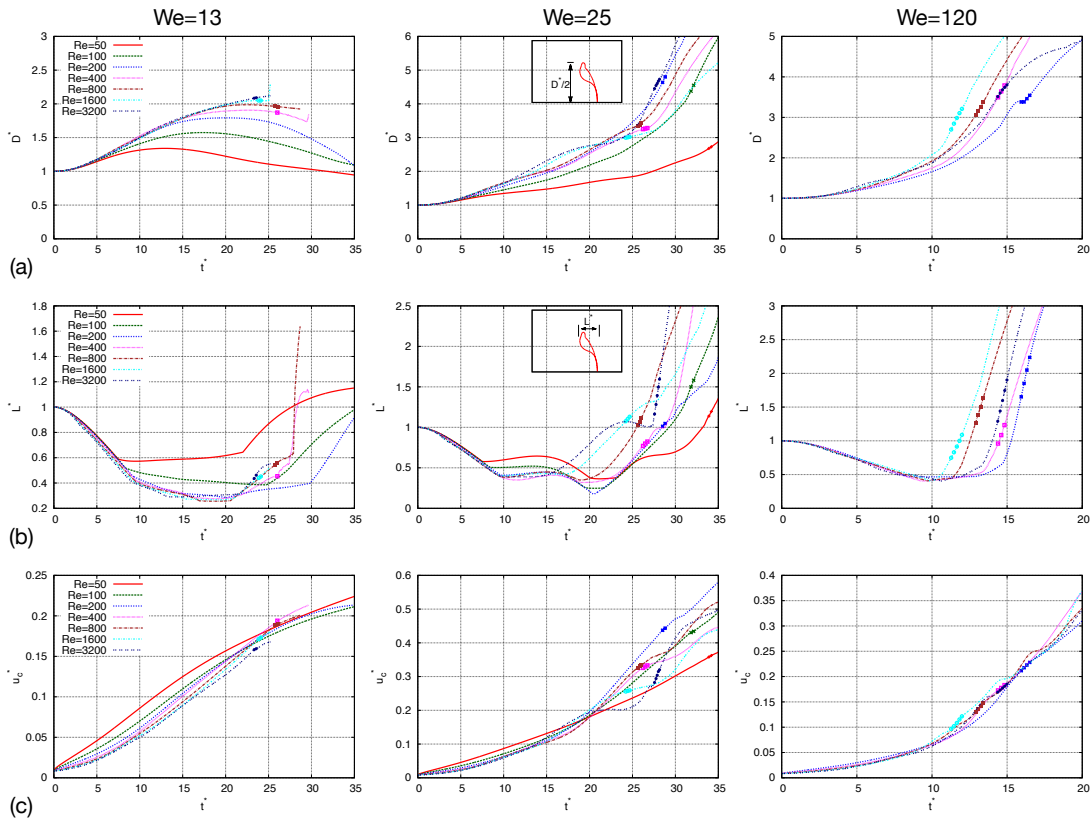 We=13 We=25 We=120
3
2.5
2
1.5
1
0.5
0
D*
Re=50
Re=100
Re=200
Re=400
Re=800
Re=1600
Re=3200
0 5 10 15 20 25 30 35
t*
6
5
4
3
2
1
0
D*
D*/2
0 5 10 15 20 25 30 35
t*
5
4
3
2
1
0
D*
0 5 10 15 20
t*
(a)
1.8
1.6
1.4
1.2
1.0
0.8
0.6
0.4
0.2
L*
Re=50
Re=100
Re=200
Re=400
Re=800
Re=1600
Re=3200
0 5 10 15 20 25 30 35
t*
2.5
2
1.5
1
0.5
0
L*
L*
0 5 10 15 20 25 30 35
t*
3
2.5
2
1.5
1
0.5
0
L*
0 5 10 15 20
t*
(b)
0.25
0.2
0.15
0.1
0.05
0
u_c*
Re=50
Re=100
Re=200
Re=400
Re=800
Re=1600
Re=3200
0 5 10 15 20 25 30 35
t*
0.6
0.5
0.4
0.3
0.2
0.1
0
u_c*
0 5 10 15 20 25 30 35
t*
0.4
0.35
0.3
0.25
0.2
0.15
0.1
0.05
0
u_c*
0 5 10 15 20
t*
(c)